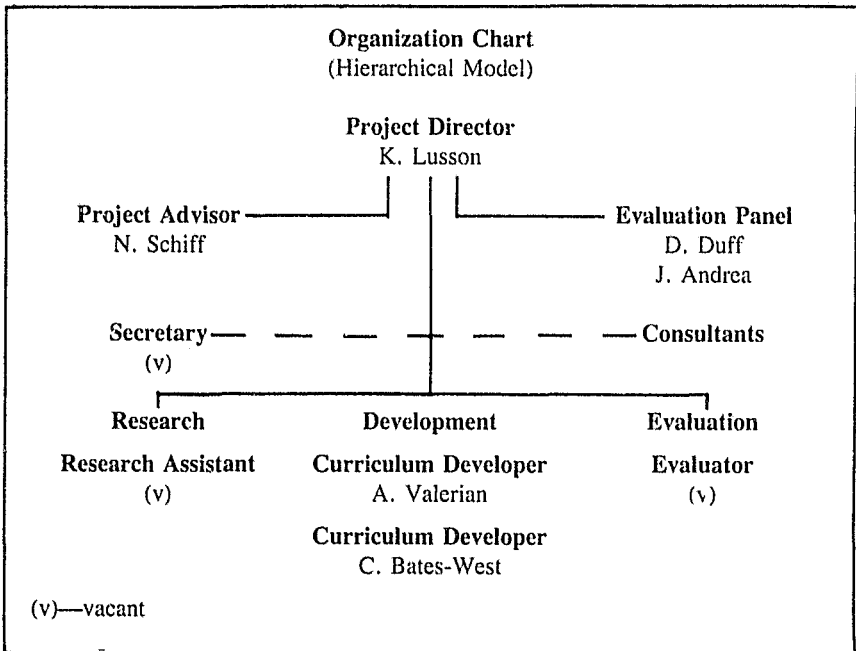 Organization Chart
(Hierarchical Model)
Project Director
K. Lusson
Project Advisor
N. Schiff
Evaluation Panel
D. Duff
J. Andrea
Secretary
(v)
Consultants
Research
Development
Evaluation
Research Assistant
(v)
Curriculum Developer
A. Valerian
Evaluator
(v)
Curriculum Developer
C. Bates-West
(v)—vacant